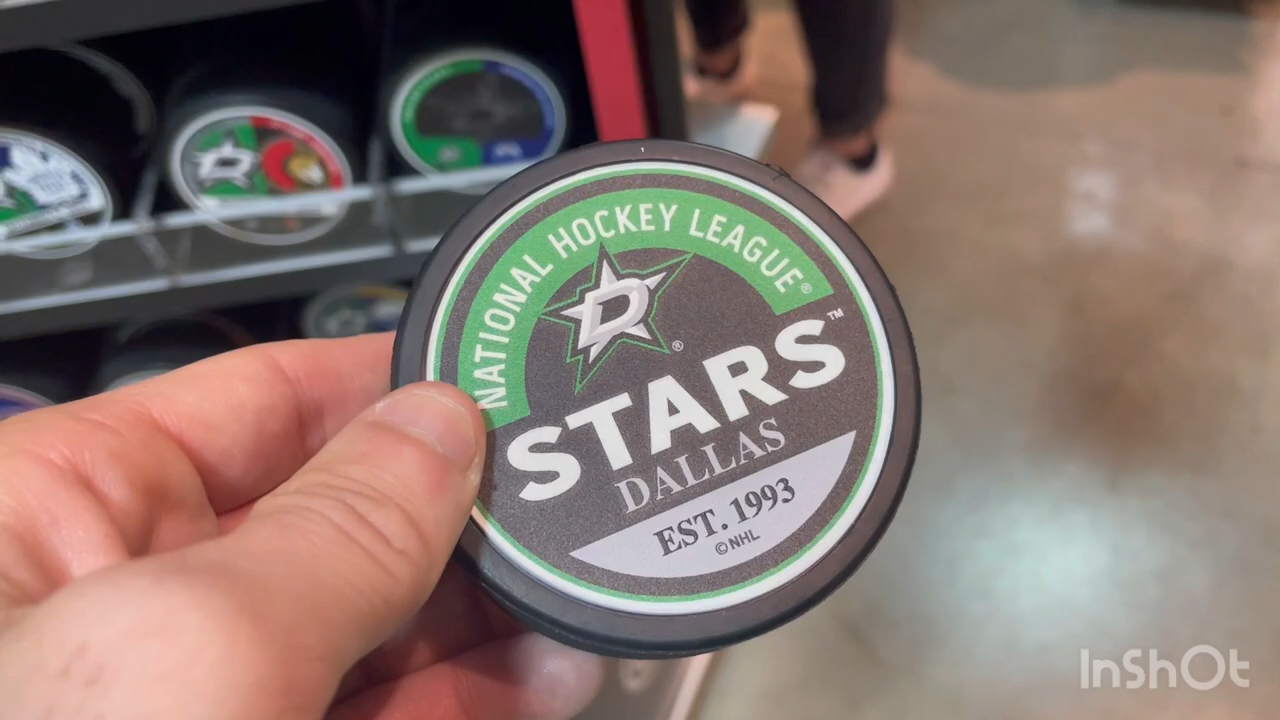 NATIONAL HOCKEY LEAGUE®
D
®
STARS™
DALLAS
EST. 1993
©NHL
InShOt